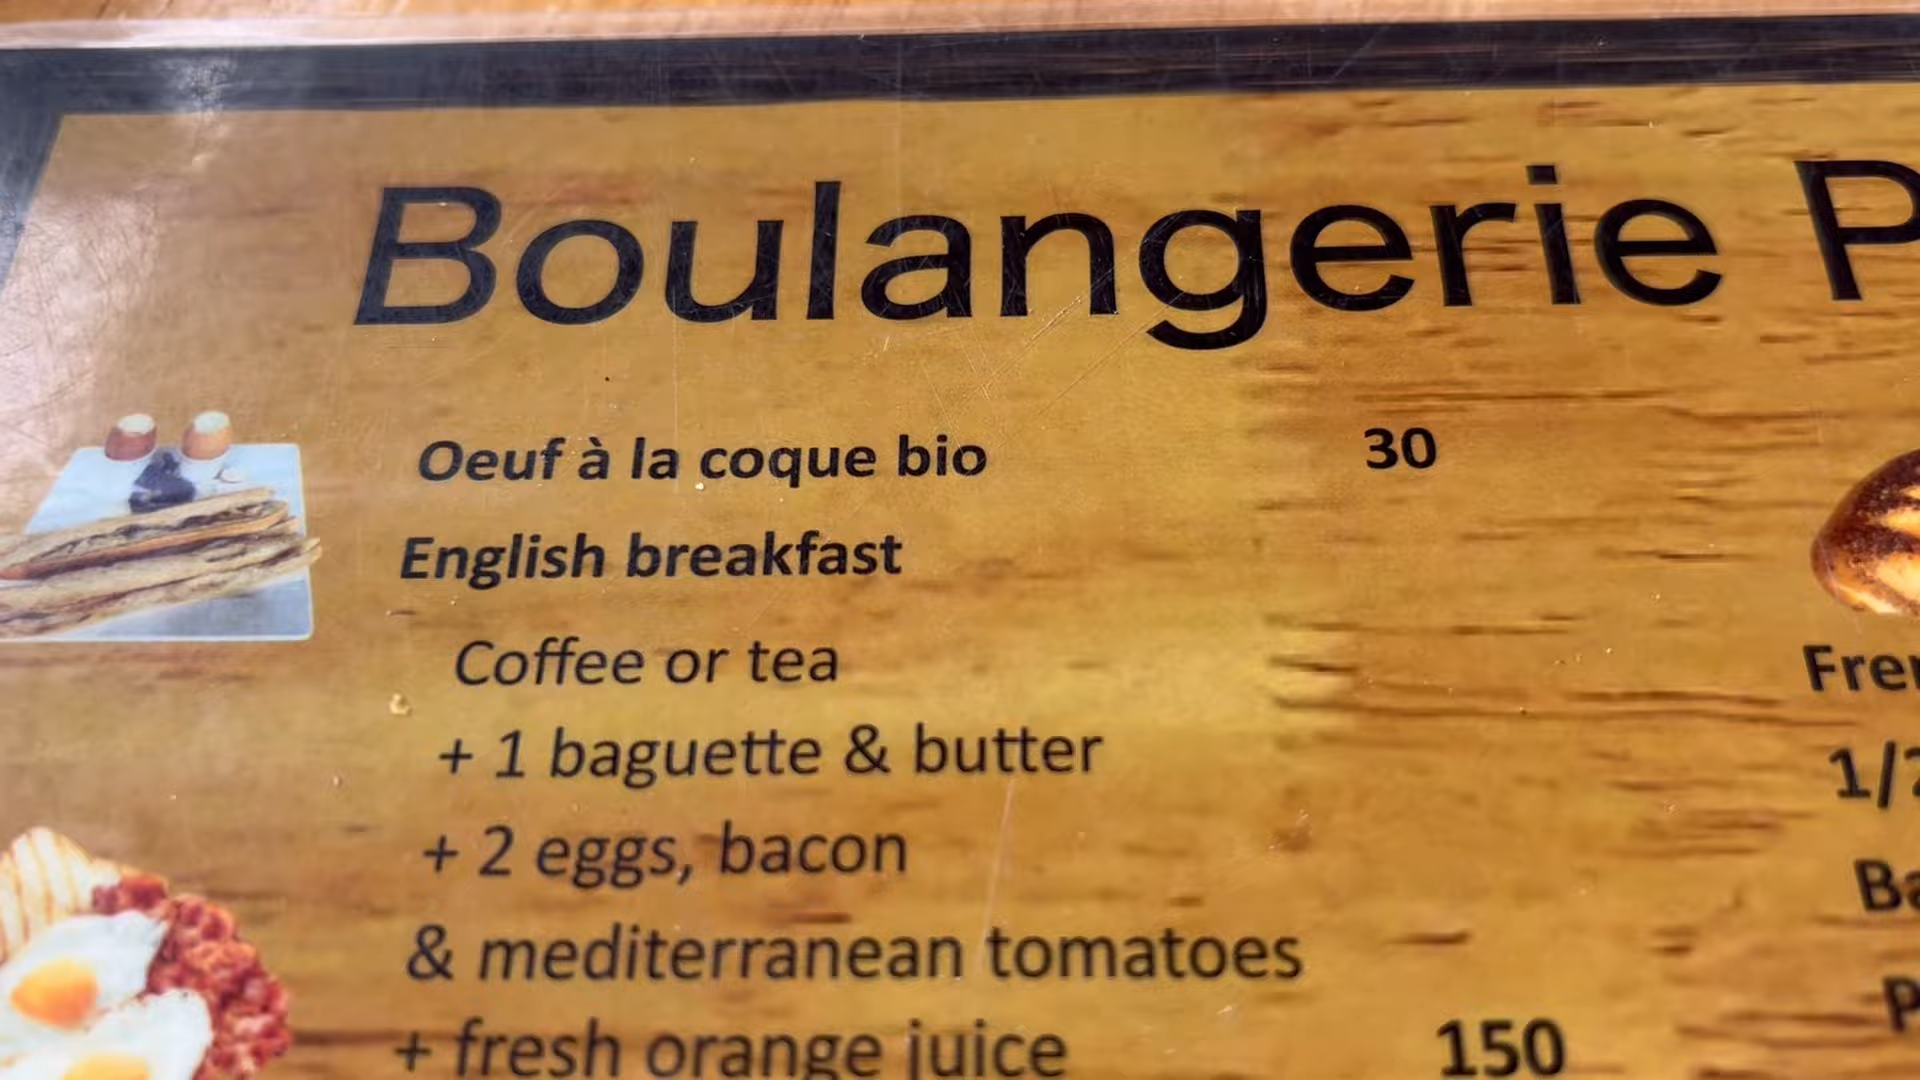 Boulangerie P
Oeuf à la coque bio 30
English breakfast
Coffee or tea
+ 1 baguette & butter
+ 2 eggs, bacon
& mediterranean tomatoes
+ fresh orange juice 150